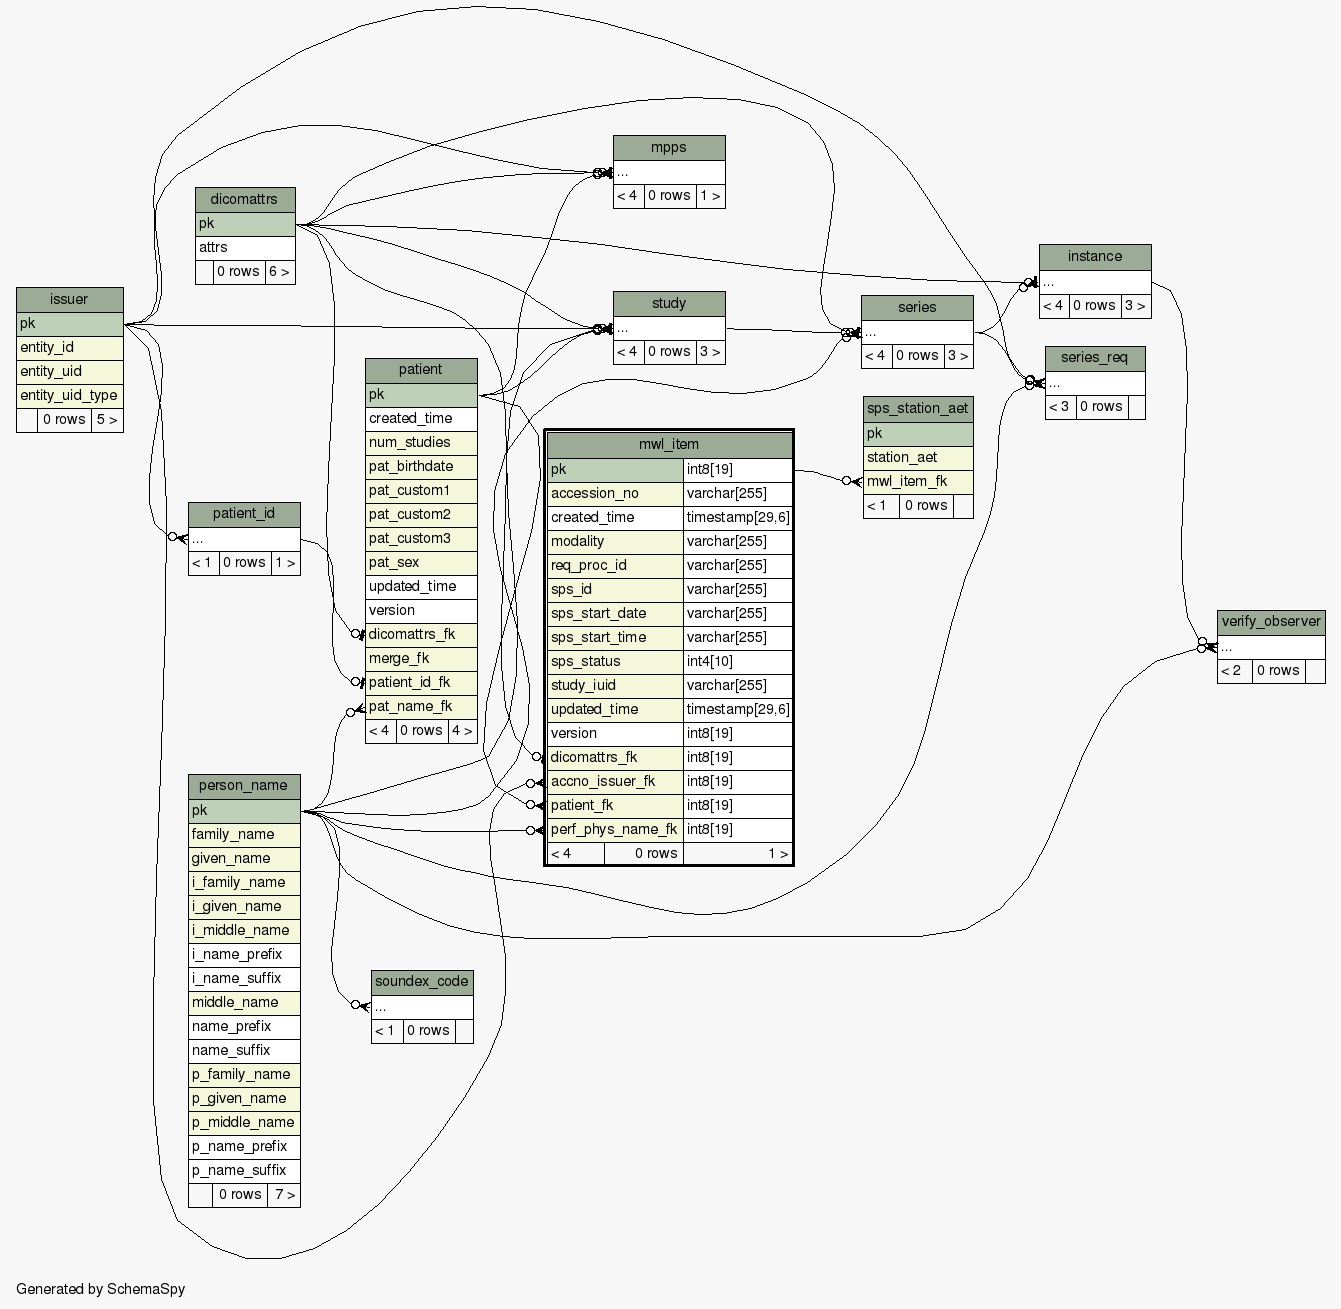 mpps
...
< 4 0 rows 1 >
dicomattrs
pk
attrs
0 rows 6 >
instance
...
< 4 0 rows 3 >
issuer
pk
entity_id
entity_uid
entity_uid_type
0 rows 5 >
study
...
< 4 0 rows 3 >
series
...
< 4 0 rows 3 >
series_req
...
< 3 0 rows
patient
pk
created_time
num_studies
pat_birthdate
pat_custom1
pat_custom2
pat_custom3
pat_sex
updated_time
version
dicomattrs_fk
merge_fk
patient_id_fk
pat_name_fk
< 4 0 rows 4 >
sps_station_aet
pk
station_aet
mwl_item_fk
< 1 0 rows
mwl_item
pk int8[19]
accession_no varchar[255]
created_time timestamp[29,6]
modality varchar[255]
req_proc_id varchar[255]
sps_id varchar[255]
sps_start_date varchar[255]
sps_start_time varchar[255]
sps_status int4[10]
study_iuid varchar[255]
updated_time timestamp[29,6]
version int8[19]
dicomattrs_fk int8[19]
accno_issuer_fk int8[19]
patient_fk int8[19]
perf_phys_name_fk int8[19]
< 4 0 rows 1 >
patient_id
...
< 1 0 rows 1 >
verify_observer
...
< 2 0 rows
person_name
pk
family_name
given_name
i_family_name
i_given_name
i_middle_name
i_name_prefix
i_name_suffix
middle_name
name_prefix
name_suffix
p_family_name
p_given_name
p_middle_name
p_name_prefix
p_name_suffix
0 rows 7 >
soundex_code
...
< 1 0 rows
Generated by SchemaSpy